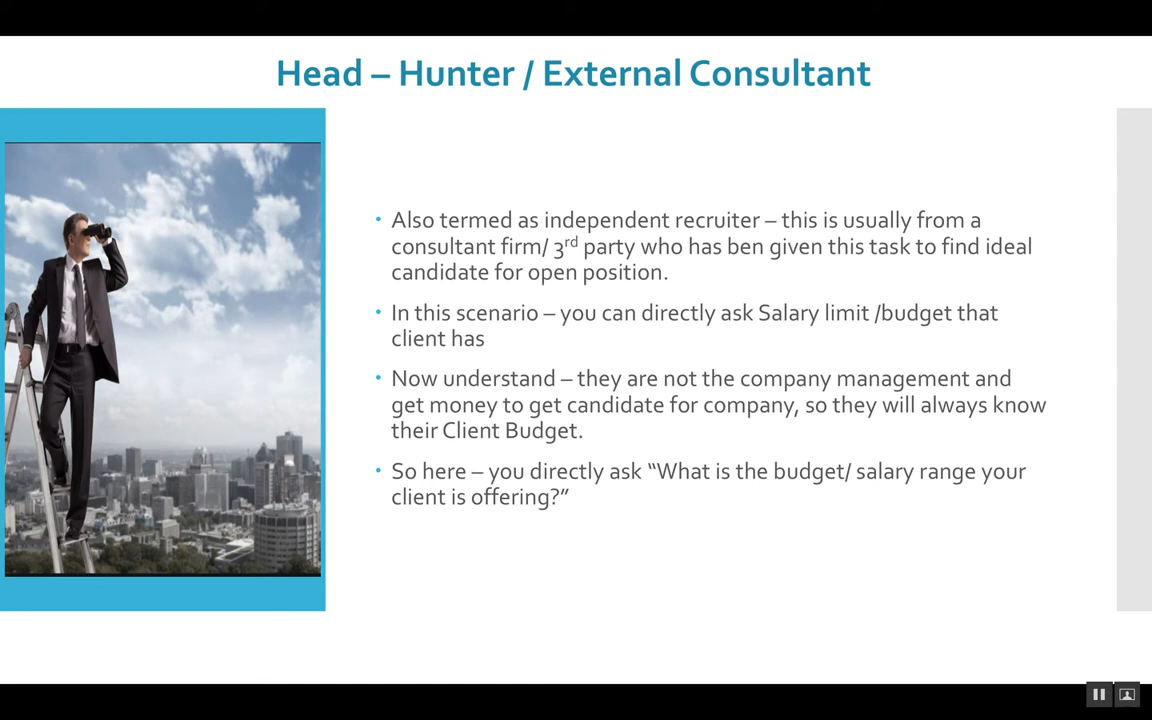 Head – Hunter / External Consultant
• Also termed as independent recruiter – this is usually from a
consultant firm/ 3rd party who has ben given this task to find ideal
candidate for open position.
• In this scenario – you can directly ask Salary limit /budget that
client has
• Now understand – they are not the company management and
get money to get candidate for company, so they will always know
their Client Budget.
• So here – you directly ask “What is the budget/ salary range your
client is offering?”